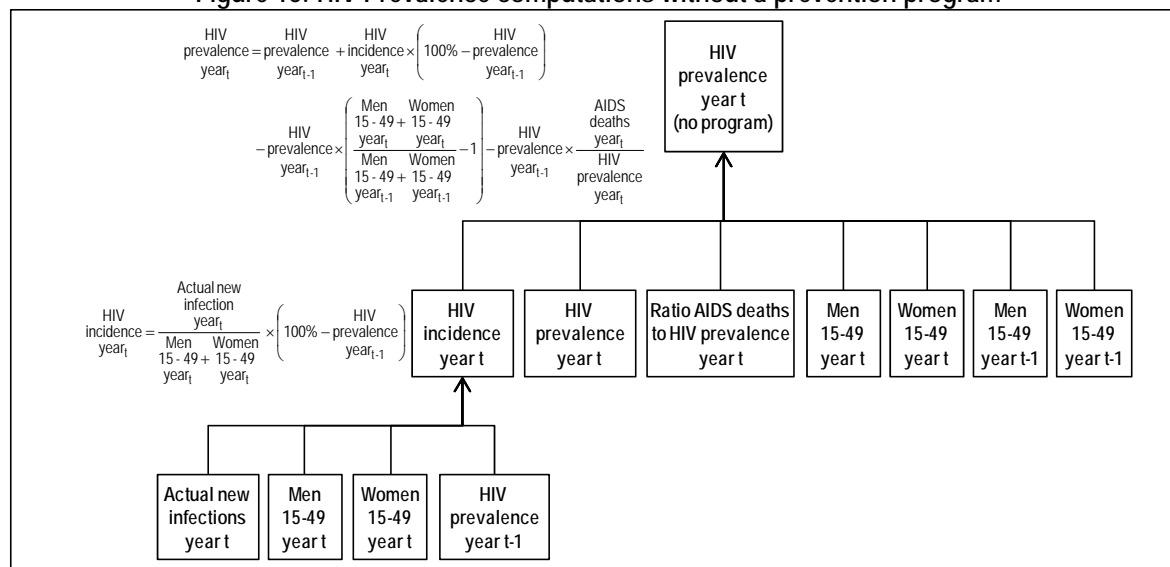 Figure 10: HIV Prevalence computations without a prevention program
HIV prevalence year_t = HIV prevalence year_t-1 + HIV incidence year_t × (100% − HIV prevalence year_t-1)
− HIV prevalence year_t-1 × ((Men 15 - 49 year_t + Women 15 - 49 year_t) / (Men 15 - 49 year_t-1 + Women 15 - 49 year_t-1) − 1) − HIV prevalence year_t-1 × (AIDS deaths year_t / HIV prevalence year_t)
HIV
prevalence
year t
(no program)
HIV incidence year_t = Actual new infection year_t / (Men 15 - 49 year_t + Women 15 - 49 year_t) × (100% − HIV prevalence year_t-1)
HIV
incidence
year t
HIV
prevalence
year t
Ratio AIDS deaths
to HIV prevalence
year t
Men
15-49
year t
Women
15-49
year t
Men
15-49
year t-1
Women
15-49
year t-1
Actual new
infections
year t
Men
15-49
year t
Women
15-49
year t
HIV
prevalence
year t-1